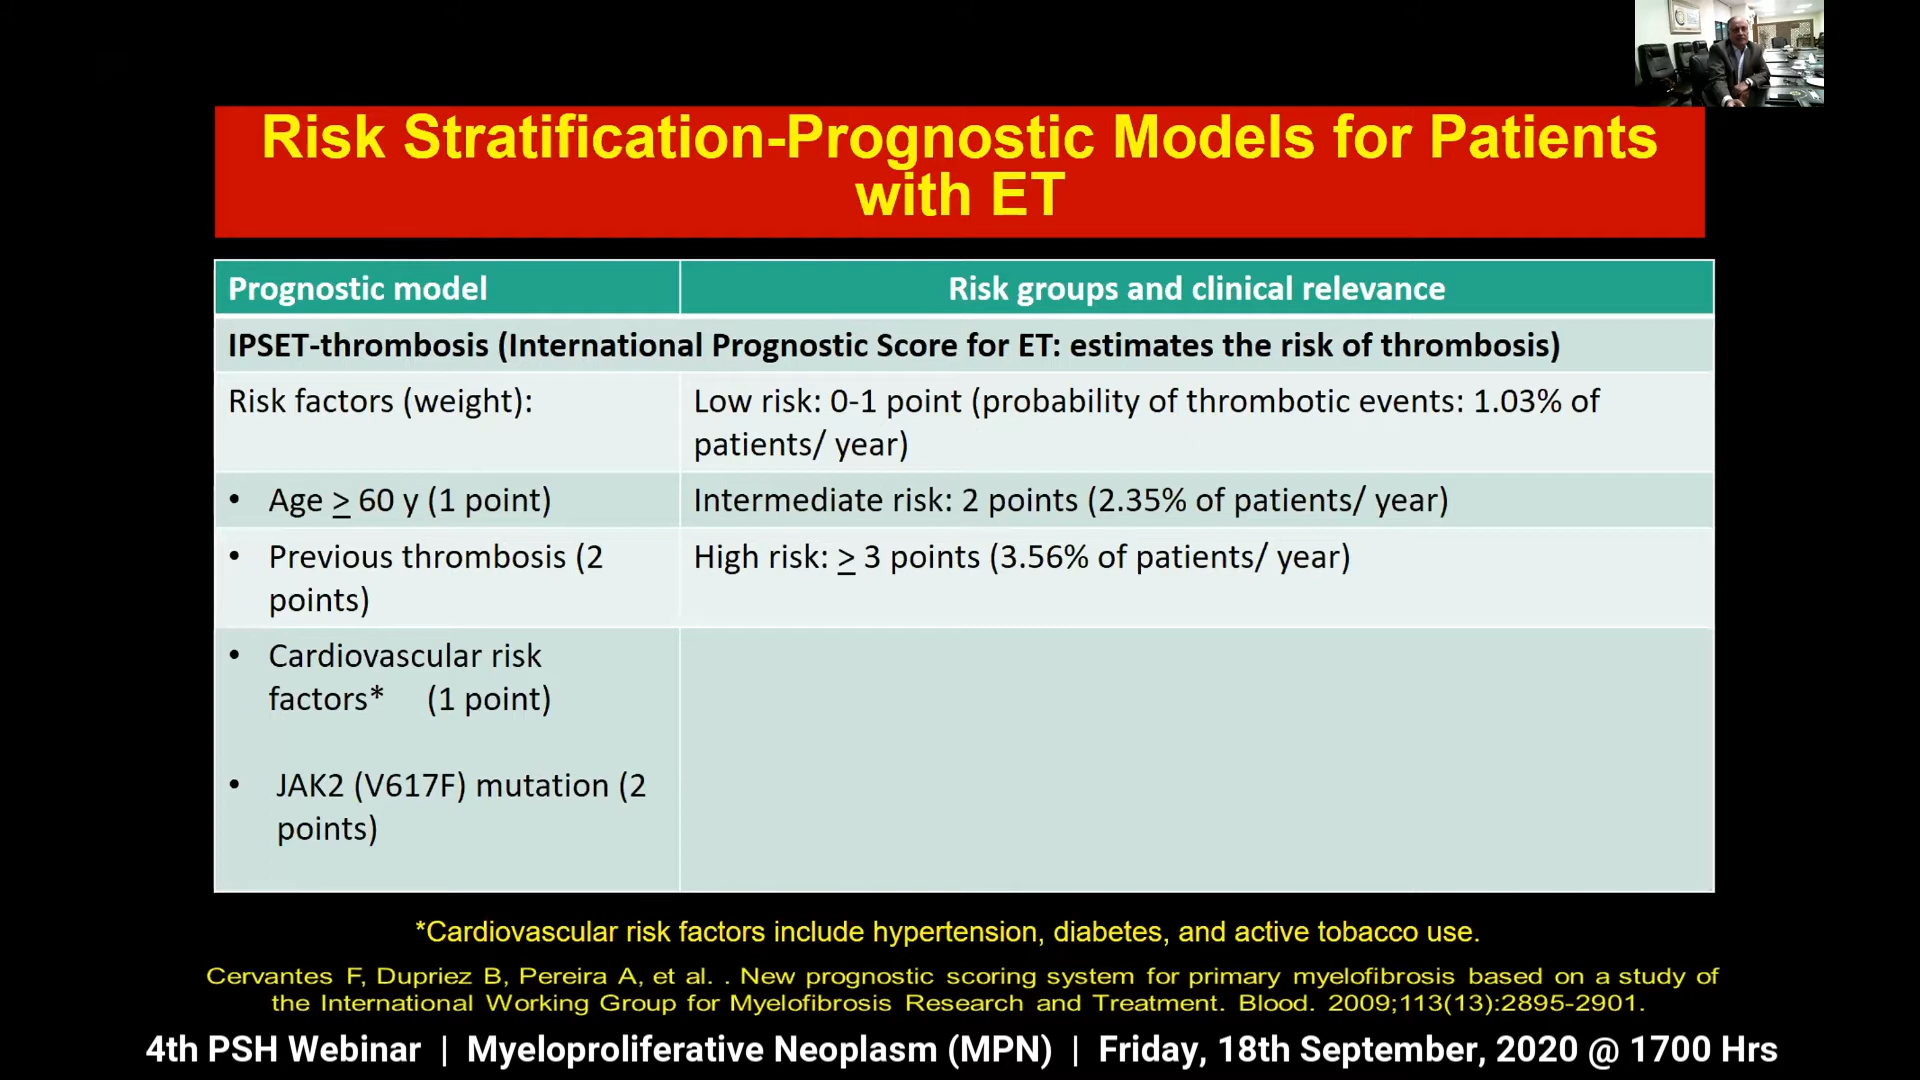 Risk Stratification-Prognostic Models for Patients
with ET
Prognostic model
Risk groups and clinical relevance
IPSET-thrombosis (International Prognostic Score for ET: estimates the risk of thrombosis)
Risk factors (weight):
Low risk: 0-1 point (probability of thrombotic events: 1.03% of
patients/ year)
• Age ≥ 60 y (1 point)
Intermediate risk: 2 points (2.35% of patients/ year)
• Previous thrombosis (2
points)
High risk: ≥ 3 points (3.56% of patients/ year)
• Cardiovascular risk
factors* (1 point)
• JAK2 (V617F) mutation (2
points)
*Cardiovascular risk factors include hypertension, diabetes, and active tobacco use.
Cervantes F, Dupriez B, Pereira A, et al. . New prognostic scoring system for primary myelofibrosis based on a study of
the International Working Group for Myelofibrosis Research and Treatment. Blood. 2009;113(13):2895-2901.
4th PSH Webinar | Myeloproliferative Neoplasm (MPN) | Friday, 18th September, 2020 @ 1700 Hrs